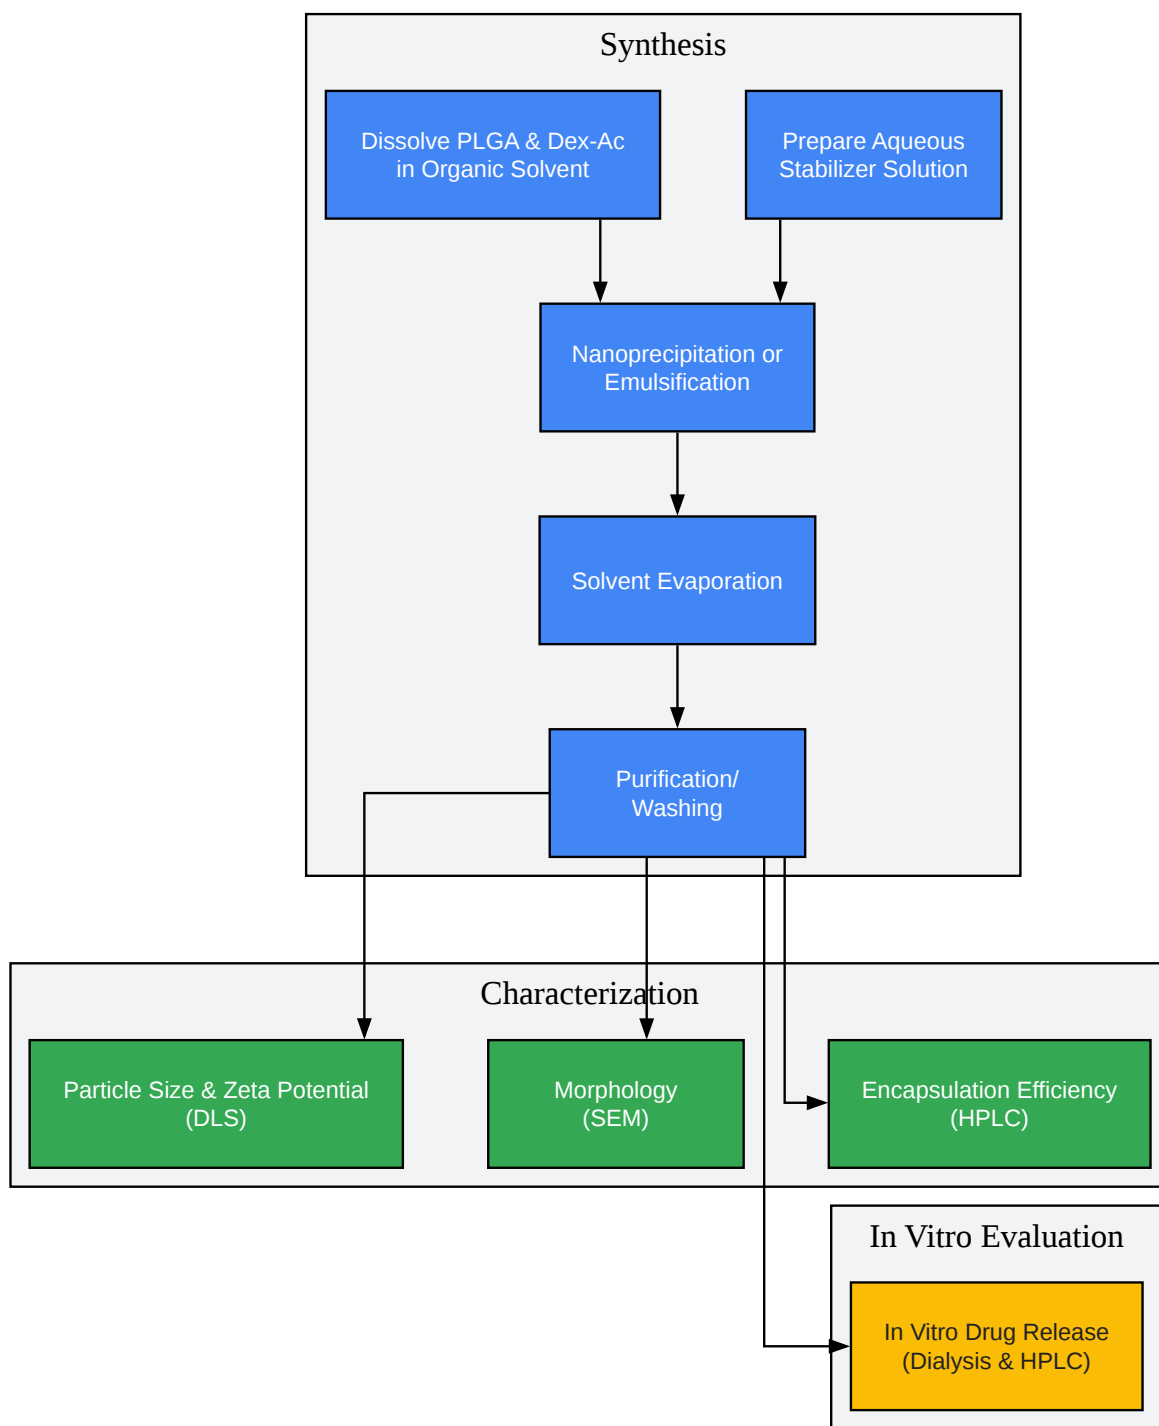 Synthesis
Dissolve PLGA & Dex-Ac
in Organic Solvent
Prepare Aqueous
Stabilizer Solution
Nanoprecipitation or
Emulsification
Solvent Evaporation
Purification/
Washing
Characterization
Particle Size & Zeta Potential
(DLS)
Morphology
(SEM)
Encapsulation Efficiency
(HPLC)
In Vitro Evaluation
In Vitro Drug Release
(Dialysis & HPLC)